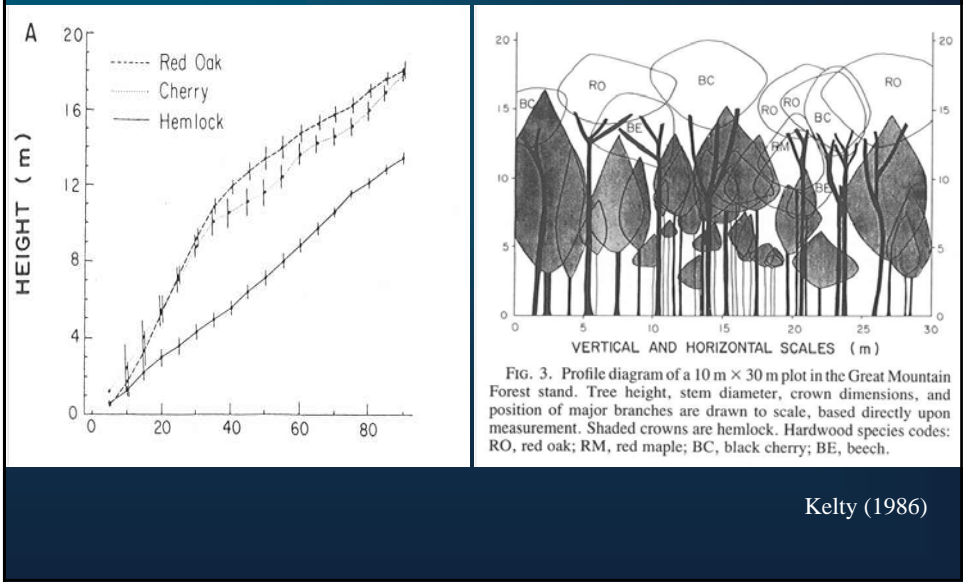 A
20
16
12
8
4
0
HEIGHT (m)
Red Oak
Cherry
Hemlock
0 20 40 60 80
20
15
10
5
0
20
15
10
5
0
BC
RO
BE
BC
RO
RO
RM
BC
BE
RO
0 5 10 15 20 25 30
VERTICAL AND HORIZONTAL SCALES (m)
FIG. 3. Profile diagram of a 10 m × 30 m plot in the Great Mountain
Forest stand. Tree height, stem diameter, crown dimensions, and
position of major branches are drawn to scale, based directly upon
measurement. Shaded crowns are hemlock. Hardwood species codes:
RO, red oak; RM, red maple; BC, black cherry; BE, beech.
Kelty (1986)